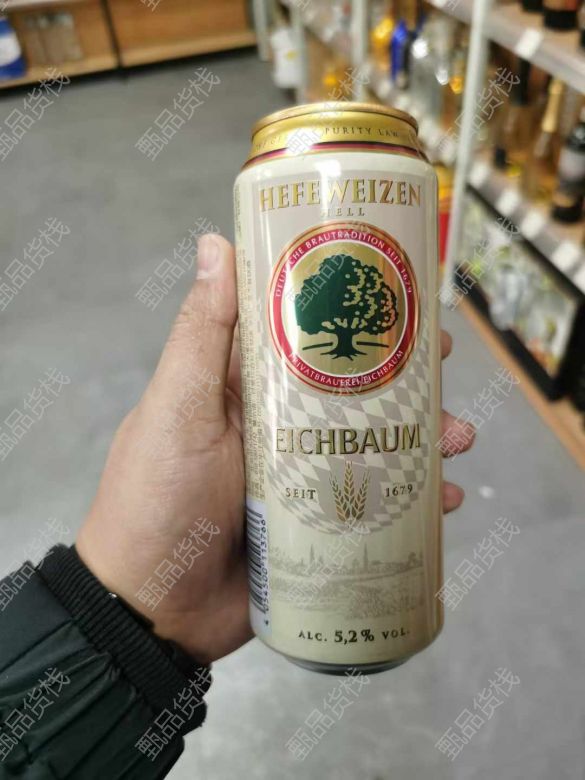 PURITY LAW
HEFEWEIZEN
HELL
DEUTSCHE BRAUTRADITION SEIT 1679
PRIVATBRAUEREI EICHBAUM
EICHBAUM
SEIT 1679
ALC. 5,2% VOL.
甄品货栈